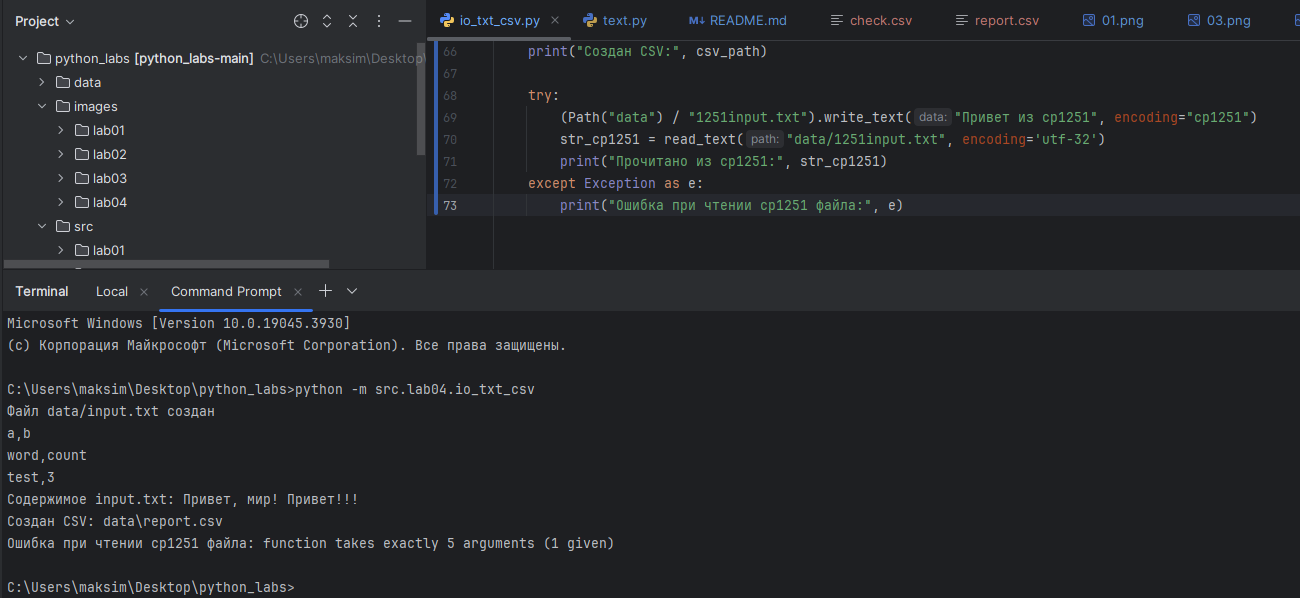 Project
io_txt_csv.py
text.py
README.md
check.csv
report.csv
01.png
03.png
python_labs [python_labs-main] C:\Users\maksim\Desktop\
data
images
lab01
lab02
lab03
lab04
src
lab01
66 print("Создан CSV:", csv_path)
67
68 try:
69 (Path("data") / "1251input.txt").write_text( data: "Привет из cp1251", encoding="cp1251")
70 str_cp1251 = read_text( path: "data/1251input.txt", encoding='utf-32')
71 print("Прочитано из cp1251:", str_cp1251)
72 except Exception as e:
73 print("Ошибка при чтении cp1251 файла:", e)
Terminal Local Command Prompt
Microsoft Windows [Version 10.0.19045.3930]
(c) Корпорация Майкрософт (Microsoft Corporation). Все права защищены.
C:\Users\maksim\Desktop\python_labs>python -m src.lab04.io_txt_csv
Файл data/input.txt создан
a,b
word,count
test,3
Содержимое input.txt: Привет, мир! Привет!!!
Создан CSV: data\report.csv
Ошибка при чтении cp1251 файла: function takes exactly 5 arguments (1 given)
C:\Users\maksim\Desktop\python_labs>